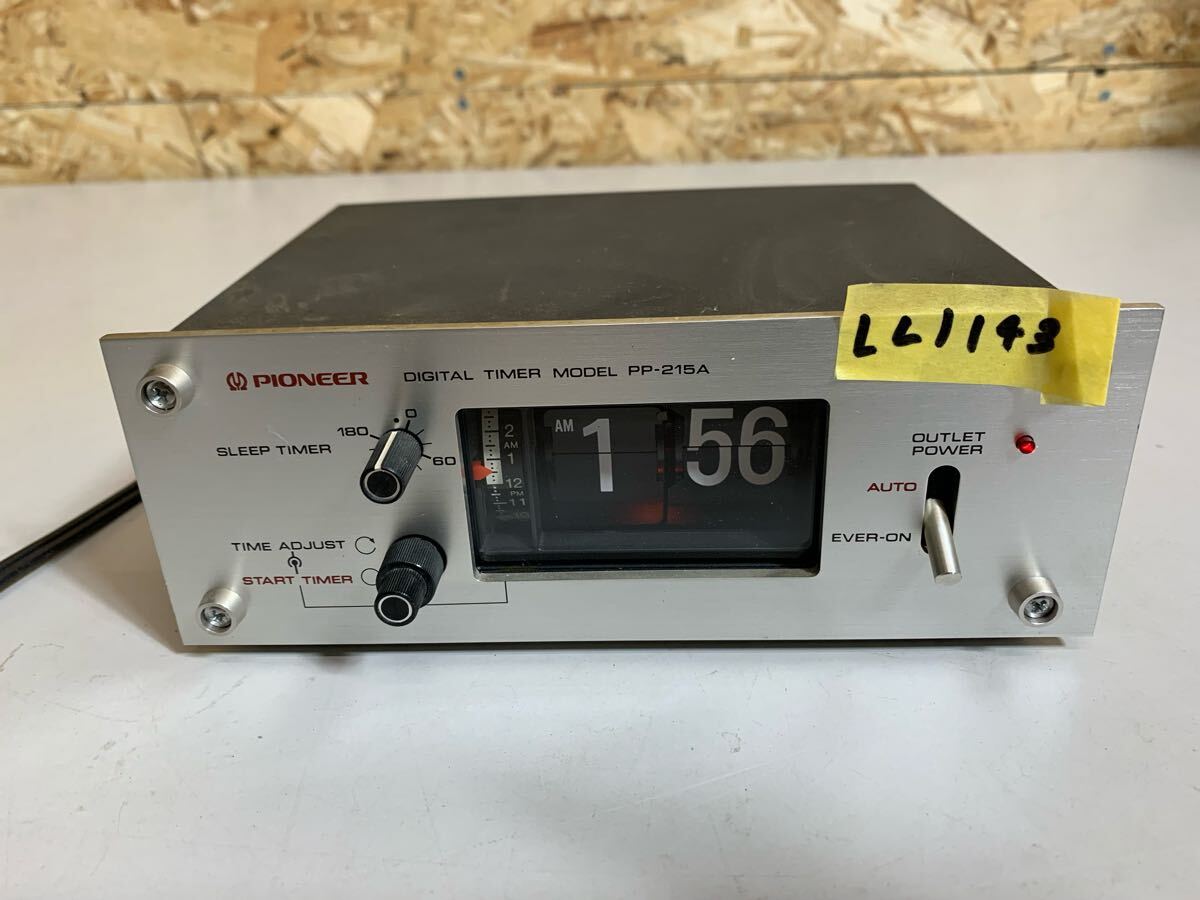 LL1143
PIONEER DIGITAL TIMER MODEL PP-215A
180 0 60
SLEEP TIMER
2
AM
1
12
PM
11
AM 1 56
OUTLET
POWER
AUTO
EVER-ON
TIME ADJUST
START TIMER